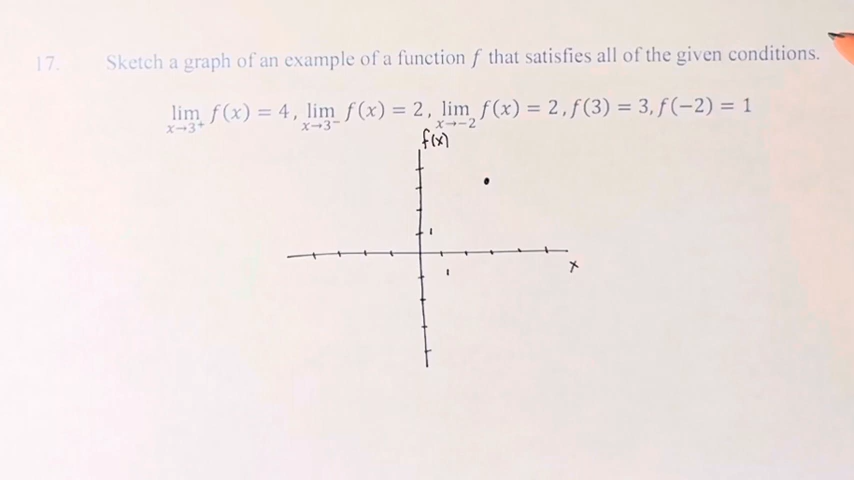 17. Sketch a graph of an example of a function f that satisfies all of the given conditions.
lim x→3⁺ f(x) = 4, lim x→3⁻ f(x) = 2, lim x→−2 f(x) = 2, f(3) = 3, f(−2) = 1
f(x)
1
x
1